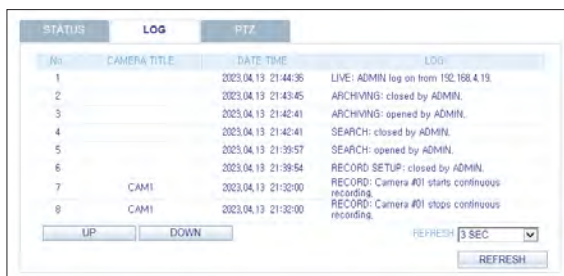 STATUS LOG PTZ
No CAMERA TITLE DATE TIME LOG
1 2023.04.13 21:44:36 LIVE: ADMIN log on from 192.168.4.19.
2 2023.04.13 21:43:45 ARCHIVING: closed by ADMIN.
3 2023.04.13 21:42:41 ARCHIVING: opened by ADMIN.
4 2023.04.13 21:42:41 SEARCH: closed by ADMIN.
5 2023.04.13 21:39:57 SEARCH: opened by ADMIN.
6 2023.04.13 21:39:54 RECORD SETUP: closed by ADMIN.
7 CAM1 2023.04.13 21:32:00 RECORD: Camera #01 starts continuous
recording.
8 CAM1 2023.04.13 21:32:00 RECORD: Camera #01 stops continuous
recording.
UP DOWN REFRESH 3 SEC
REFRESH